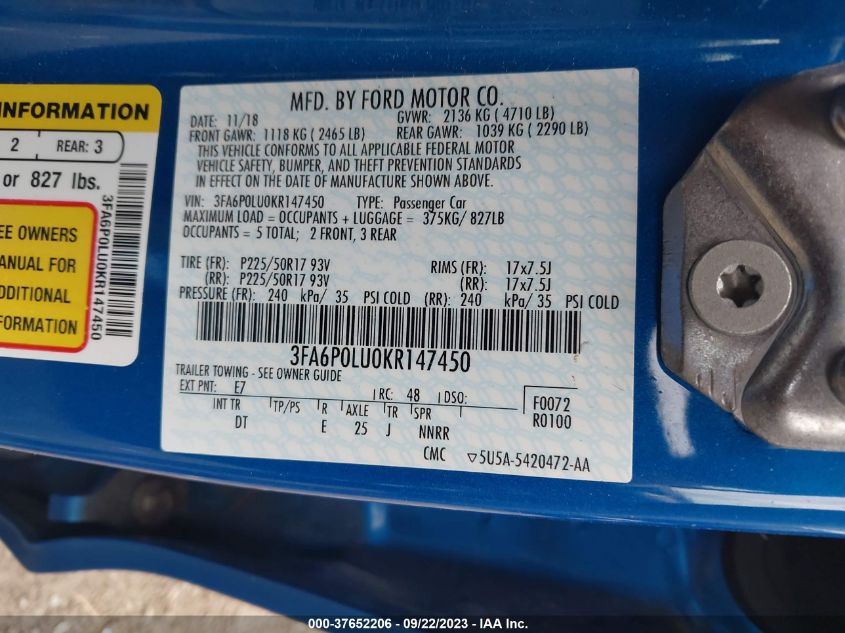 INFORMATION
2 REAR: 3
or 827 lbs.
EE OWNERS
ANUAL FOR
DDITIONAL
FORMATION
3FA6P0LU0KR147450
MFD. BY FORD MOTOR CO.
DATE: 11/18 GVWR: 2136 KG ( 4710 LB)
FRONT GAWR: 1118 KG ( 2465 LB) REAR GAWR: 1039 KG ( 2290 LB)
THIS VEHICLE CONFORMS TO ALL APPLICABLE FEDERAL MOTOR
VEHICLE SAFETY, BUMPER, AND THEFT PREVENTION STANDARDS
IN EFFECT ON THE DATE OF MANUFACTURE SHOWN ABOVE.
VIN: 3FA6P0LU0KR147450 TYPE: Passenger Car
MAXIMUM LOAD = OCCUPANTS + LUGGAGE = 375KG/ 827LB
OCCUPANTS = 5 TOTAL; 2 FRONT, 3 REAR
TIRE (FR): P225/50R17 93V RIMS (FR): 17x7.5J
(RR): P225/50R17 93V (RR): 17x7.5J
PRESSURE (FR): 240 kPa/ 35 PSI COLD (RR): 240 kPa/ 35 PSI COLD
3FA6P0LU0KR147450
TRAILER TOWING - SEE OWNER GUIDE
EXT PNT: E7 RC: 48 DSO: F0072
INT TR TP/PS R AXLE TR SPR R0100
DT E 25 J NNRR
CMC ▽5U5A-5420472-AA
000-37652206 - 09/22/2023 - IAAI.com